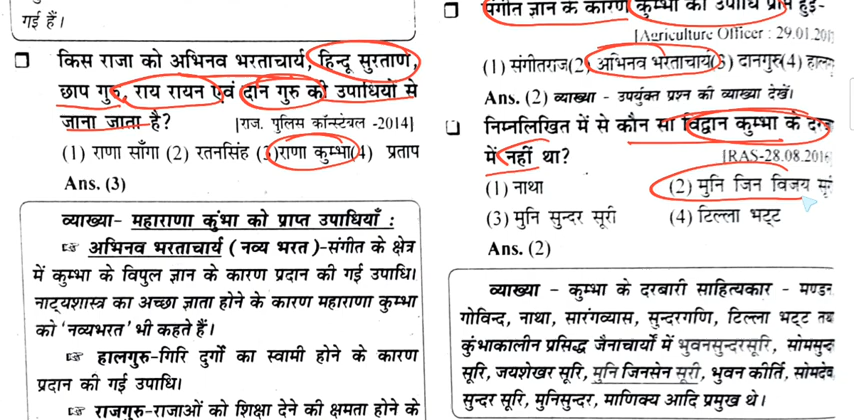 गई हैं।
किस राजा को अभिनव भरताचार्य, हिन्दू सुरताण,
छाप गुरु, राय रायन एवं दान गुरु की उपाधियों से
जाना जाता है?
[राज. पुलिस कॉन्स्टेबल -2014]
(1) राणा साँगा (2) रतनसिंह (3) राणा कुम्भा (4) प्रताप
Ans. (3)
व्याख्या- महाराणा कुंभा को प्राप्त उपाधियाँ :
अभिनव भरताचार्य ( नव्य भरत )-संगीत के क्षेत्र
में कुम्भा के विपुल ज्ञान के कारण प्रदान की गई उपाधि।
नाट्यशास्त्र का अच्छा ज्ञाता होने के कारण महाराणा कुम्भा
को 'नव्यभरत' भी कहते हैं।
हालगुरु-गिरि दुर्गों का स्वामी होने के कारण
प्रदान की गई उपाधि।
राजगुरु-राजाओं को शिक्षा देने की क्षमता होने के
संगीत ज्ञान के कारण कुम्भा को उपाधि प्राप्त हुई-
[Agriculture Officer : 29.01.201
(1) संगीतराज(2) अभिनव भरताचार्य(3) दानगुरु(4) हाल
Ans. (2) व्याख्या - उपर्युक्त प्रश्न की व्याख्या देखें।
निम्नलिखित में से कौन सा विद्वान कुम्भा के
में नहीं था?
[RAS-28.08.2016
(1) नाथा
(2) मुनि जिन विजय
(3) मुनि सुन्दर सूरी
(4) टिल्ला भट्ट
Ans. (2)
व्याख्या - कुम्भा के दरबारी साहित्यकार - मण्डन
गोविन्द, नाथा, सारंगव्यास, सुन्दरगणि, टिल्ला भट्ट
कुंभाकालीन प्रसिद्ध जैनाचार्यों में भुवनसुन्दरसूरि, सोमसुन्द
सूरि, जयशेखर सूरि, मुनि जिनसेन सूरी, भुवन कीर्ति, सोमदेव
सुन्दर सूरि, मुनिसुन्दर, माणिक्य आदि प्रमुख थे।